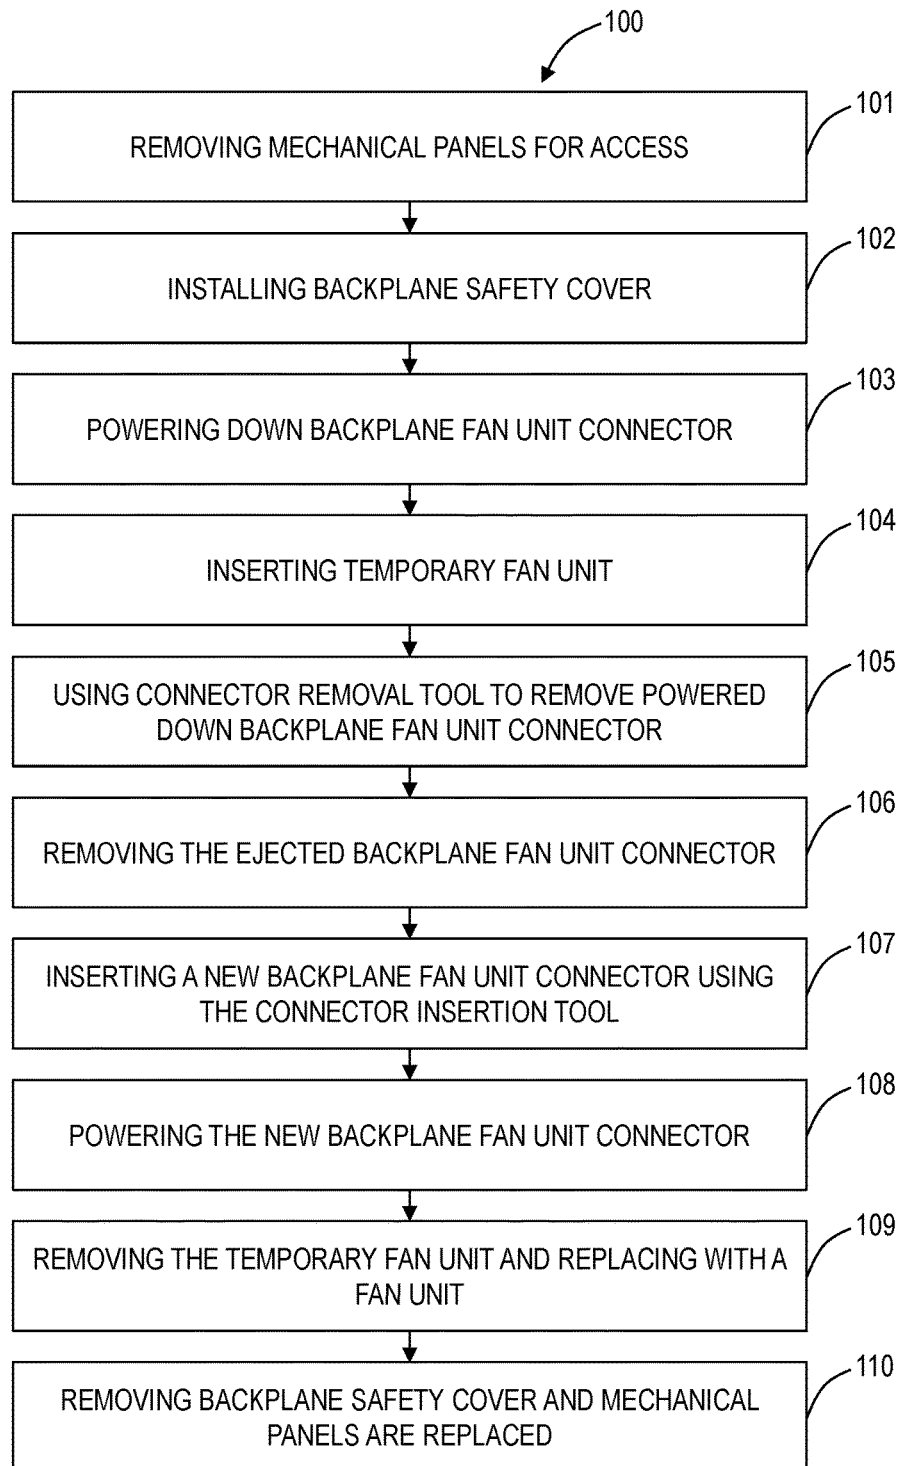 100
REMOVING MECHANICAL PANELS FOR ACCESS
101
INSTALLING BACKPLANE SAFETY COVER
102
POWERING DOWN BACKPLANE FAN UNIT CONNECTOR
103
INSERTING TEMPORARY FAN UNIT
104
USING CONNECTOR REMOVAL TOOL TO REMOVE POWERED
DOWN BACKPLANE FAN UNIT CONNECTOR
105
REMOVING THE EJECTED BACKPLANE FAN UNIT CONNECTOR
106
INSERTING A NEW BACKPLANE FAN UNIT CONNECTOR USING
THE CONNECTOR INSERTION TOOL
107
POWERING THE NEW BACKPLANE FAN UNIT CONNECTOR
108
REMOVING THE TEMPORARY FAN UNIT AND REPLACING WITH A
FAN UNIT
109
REMOVING BACKPLANE SAFETY COVER AND MECHANICAL
PANELS ARE REPLACED
110